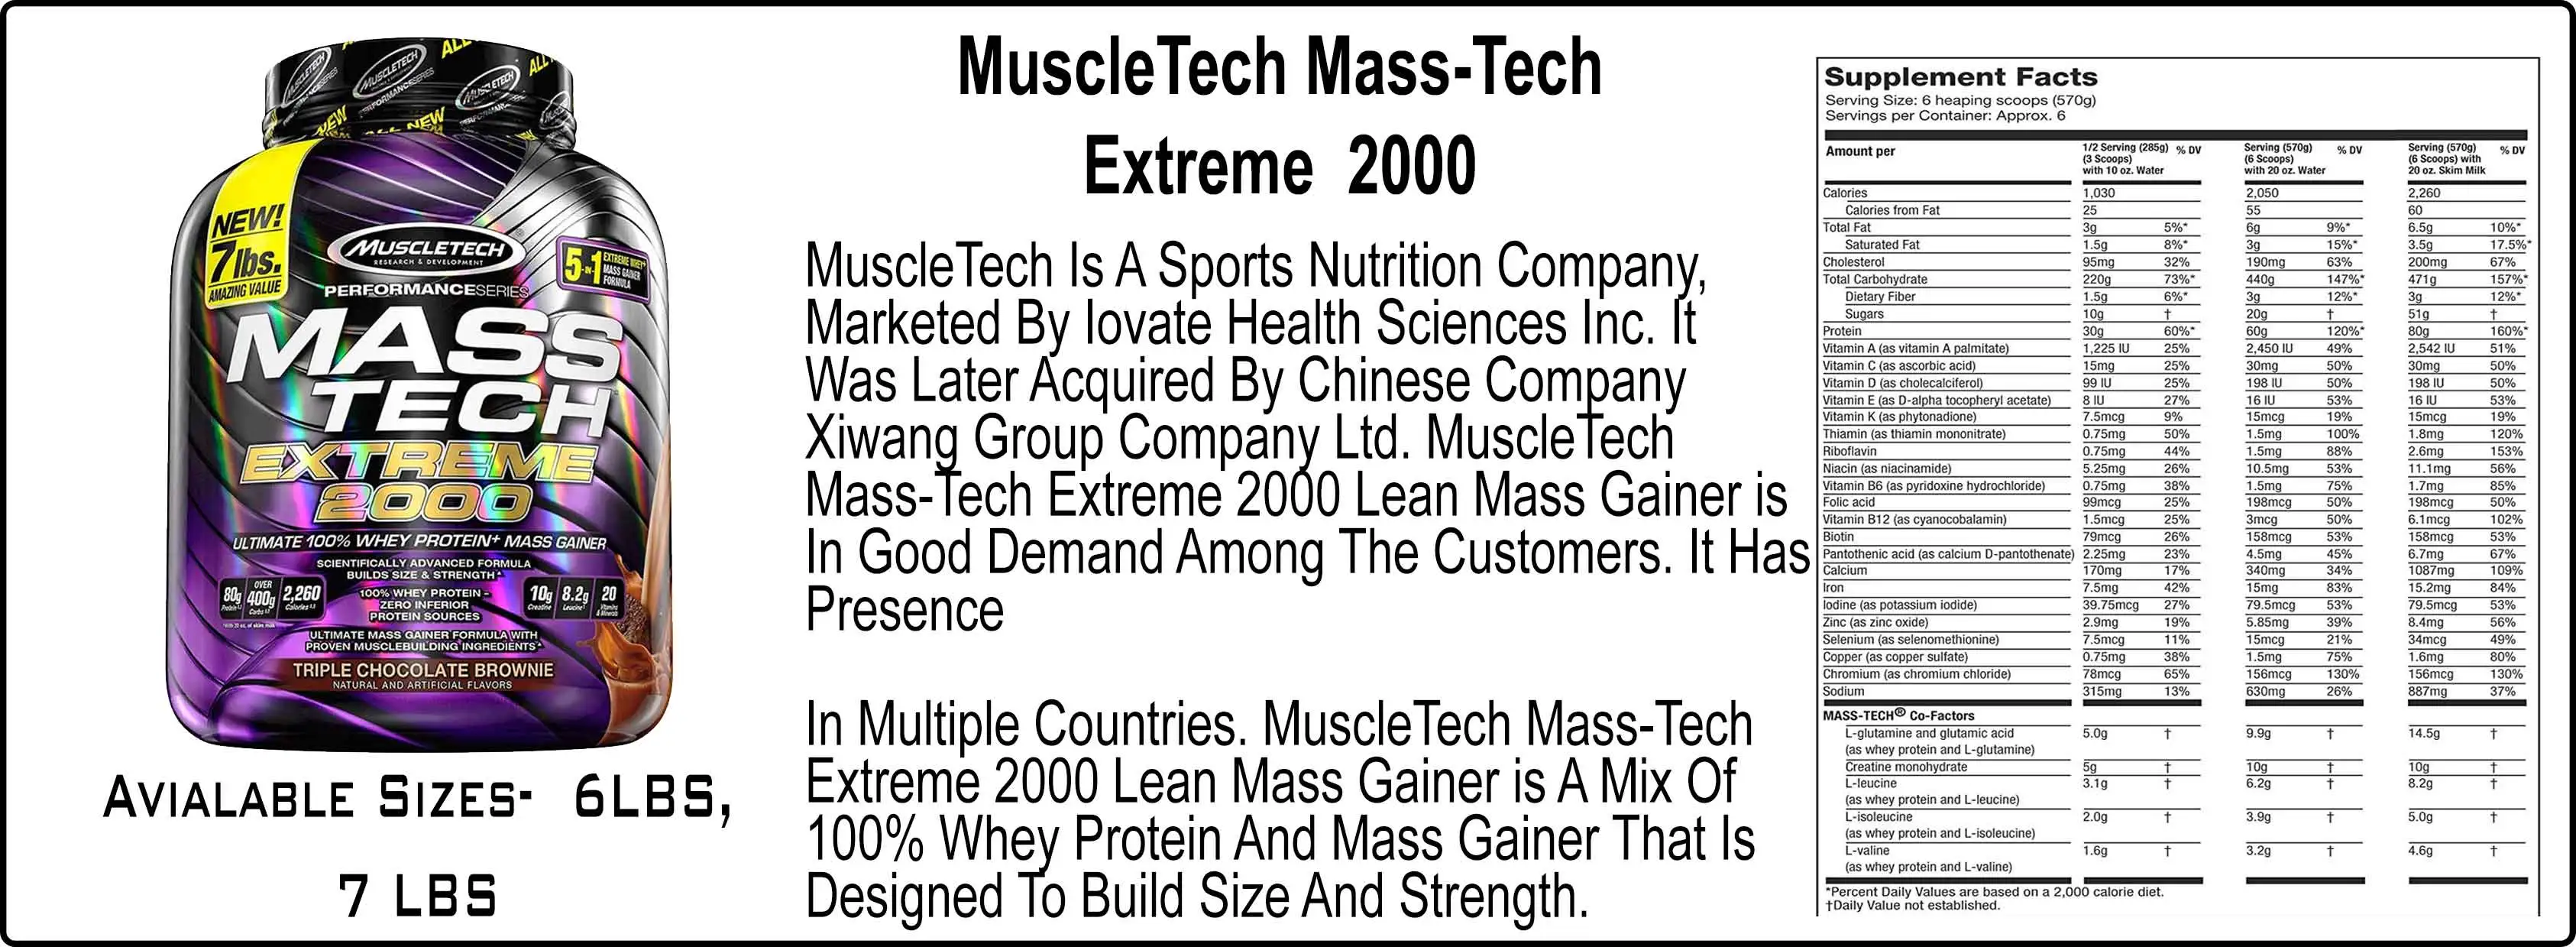 MUSCLETECH
NEW!
7lbs.
AMAZING VALUE
MUSCLETECH
RESEARCH & DEVELOPMENT
5-IN-1 EXTREME WHEY+
MASS GAINER
FORMULA
PERFORMANCESERIES
MASS
TECH
EXTREME
2000
ULTIMATE 100% WHEY PROTEIN+ MASS GAINER
SCIENTIFICALLY ADVANCED FORMULA
BUILDS SIZE & STRENGTH
80g Protein
OVER 400g Carbs
2,260 Calories
100% WHEY PROTEIN -
ZERO INFERIOR
PROTEIN SOURCES
10g Creatine
8.2g Leucine
20 Vitamins & Minerals
ULTIMATE MASS GAINER FORMULA WITH
PROVEN MUSCLEBUILDING INGREDIENTS
TRIPLE CHOCOLATE BROWNIE
NATURAL AND ARTIFICIAL FLAVORS
AVIALABLE SIZES- 6LBS,
7 LBS
MuscleTech Mass-Tech
Extreme 2000
MuscleTech Is A Sports Nutrition Company,
Marketed By Iovate Health Sciences Inc. It
Was Later Acquired By Chinese Company
Xiwang Group Company Ltd. MuscleTech
Mass-Tech Extreme 2000 Lean Mass Gainer is
In Good Demand Among The Customers. It Has
Presence
In Multiple Countries. MuscleTech Mass-Tech
Extreme 2000 Lean Mass Gainer is A Mix Of
100% Whey Protein And Mass Gainer That Is
Designed To Build Size And Strength.
Supplement Facts
Serving Size: 6 heaping scoops (570g)
Servings per Container: Approx. 6
Amount per
1/2 Serving (285g) % DV
(3 Scoops)
with 10 oz. Water
Serving (570g) % DV
(6 Scoops)
with 20 oz. Water
Serving (570g) % DV
(6 Scoops) with
20 oz. Skim Milk
Calories 1,030 2,050 2,260
Calories from Fat 25 55 60
Total Fat 3g 5%* 6g 9%* 6.5g 10%*
Saturated Fat 1.5g 8%* 3g 15%* 3.5g 17.5%*
Cholesterol 95mg 32% 190mg 63% 200mg 67%
Total Carbohydrate 220g 73%* 440g 147%* 471g 157%*
Dietary Fiber 1.5g 6%* 3g 12%* 3g 12%*
Sugars 10g † 20g † 51g †
Protein 30g 60%* 60g 120%* 80g 160%*
Vitamin A (as vitamin A palmitate) 1,225 IU 25% 2,450 IU 49% 2,542 IU 51%
Vitamin C (as ascorbic acid) 15mg 25% 30mg 50% 30mg 50%
Vitamin D (as cholecalciferol) 99 IU 25% 198 IU 50% 198 IU 50%
Vitamin E (as D-alpha tocopheryl acetate) 8 IU 27% 16 IU 53% 16 IU 53%
Vitamin K (as phytonadione) 7.5mcg 9% 15mcg 19% 15mcg 19%
Thiamin (as thiamin mononitrate) 0.75mg 50% 1.5mg 100% 1.8mg 120%
Riboflavin 0.75mg 44% 1.5mg 88% 2.6mg 153%
Niacin (as niacinamide) 5.25mg 26% 10.5mg 53% 11.1mg 56%
Vitamin B6 (as pyridoxine hydrochloride) 0.75mg 38% 1.5mg 75% 1.7mg 85%
Folic acid 99mcg 25% 198mcg 50% 198mcg 50%
Vitamin B12 (as cyanocobalamin) 1.5mcg 25% 3mcg 50% 6.1mcg 102%
Biotin 79mcg 26% 158mcg 53% 158mcg 53%
Pantothenic acid (as calcium D-pantothenate) 2.25mg 23% 4.5mg 45% 6.7mg 67%
Calcium 170mg 17% 340mg 34% 1087mg 109%
Iron 7.5mg 42% 15mg 83% 15.2mg 84%
Iodine (as potassium iodide) 39.75mcg 27% 79.5mcg 53% 79.5mcg 53%
Zinc (as zinc oxide) 2.9mg 19% 5.85mg 39% 8.4mg 56%
Selenium (as selenomethionine) 7.5mcg 11% 15mcg 21% 34mcg 49%
Copper (as copper sulfate) 0.75mg 38% 1.5mg 75% 1.6mg 80%
Chromium (as chromium chloride) 78mcg 65% 156mcg 130% 156mcg 130%
Sodium 315mg 13% 630mg 26% 887mg 37%
MASS-TECH® Co-Factors
L-glutamine and glutamic acid 5.0g † 9.9g † 14.5g †
(as whey protein and L-glutamine)
Creatine monohydrate 5g † 10g † 10g †
L-leucine 3.1g † 6.2g † 8.2g †
(as whey protein and L-leucine)
L-isoleucine 2.0g † 3.9g † 5.0g †
(as whey protein and L-isoleucine)
L-valine 1.6g † 3.2g † 4.6g †
(as whey protein and L-valine)
*Percent Daily Values are based on a 2,000 calorie diet.
†Daily Value not established.